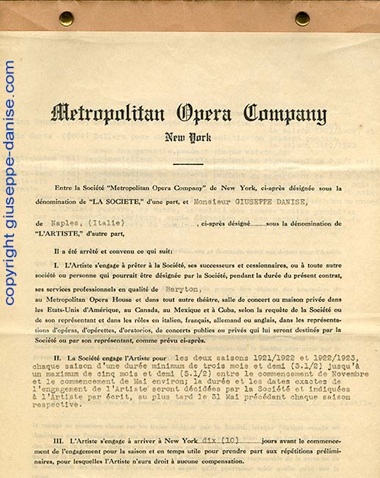 copyright giuseppe-danise.com
Metropolitan Opera Company
New York
Entre la Société "Metropolitan Opera Company" de New York, ci-après désignée sous la
dénomination de "LA SOCIETE," d'une part, et Monsieur GIUSEPPE DANISE,
de Naples, (Italie) , ci-après désigné sous la dénomination de
"L'ARTISTE," d'autre part,
Il a été arrêté et convenu ce qui suit:
I. L'Artiste s'engage à prêter à la Société, ses successeurs et cessionnaires, ou à toute autre
société ou personne qui pourrait être désignée par la Société, pendant la durée du présent contrat,
ses services professionnels en qualité de Baryton,
au Metropolitan Opera House et dans tout autre théâtre, salle de concert ou maison privée dans
les Etats-Unis d'Amérique, au Canada, au Mexique et à Cuba, selon la requête de la Société ou
de son représentant et dans les rôles en italien, français, allemand ou anglais, dans les représenta-
tions d'opéras, d'opérettes, d'oratorios, de concerts publics ou privés qui lui seront destinés par la
Société ou par son représentant, comme prévu ci-après.
II. La Société engage l'Artiste pour les deux saisons 1921/1922 et 1922/1923,
chaque saison d'une durée minimum de trois mois et demi (3.1/2) jusqu'à
un maximum de cinq mois et demi (5.1/2) entre le commencement de Novembre
et le commencement de Mai environ; la durée et les dates exactes de
l'engagement de l'Artiste seront décidées par la Société et indiquées
à l'Artiste par écrit, au plus tard le 31 Mai précédant chaque saison
respective.
III. L'Artiste s'engage à arriver à New York dix (10) jours avant le commence-
ment de l'engagement pour la saison et en temps utile pour prendre part aux répétitions prélimi-
naires, pour lesquelles l'Artiste n'aura droit à aucune compensation.